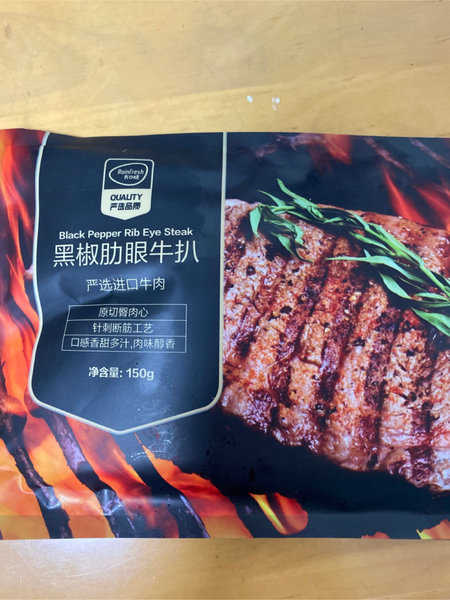 Rainfresh
QUALITY
严选品质
Black Pepper Rib Eye Steak
黑椒肋眼牛扒
严选进口牛肉
原切臀肉心
针刺断筋工艺
口感香甜多汁,肉味醇香
净含量: 150g